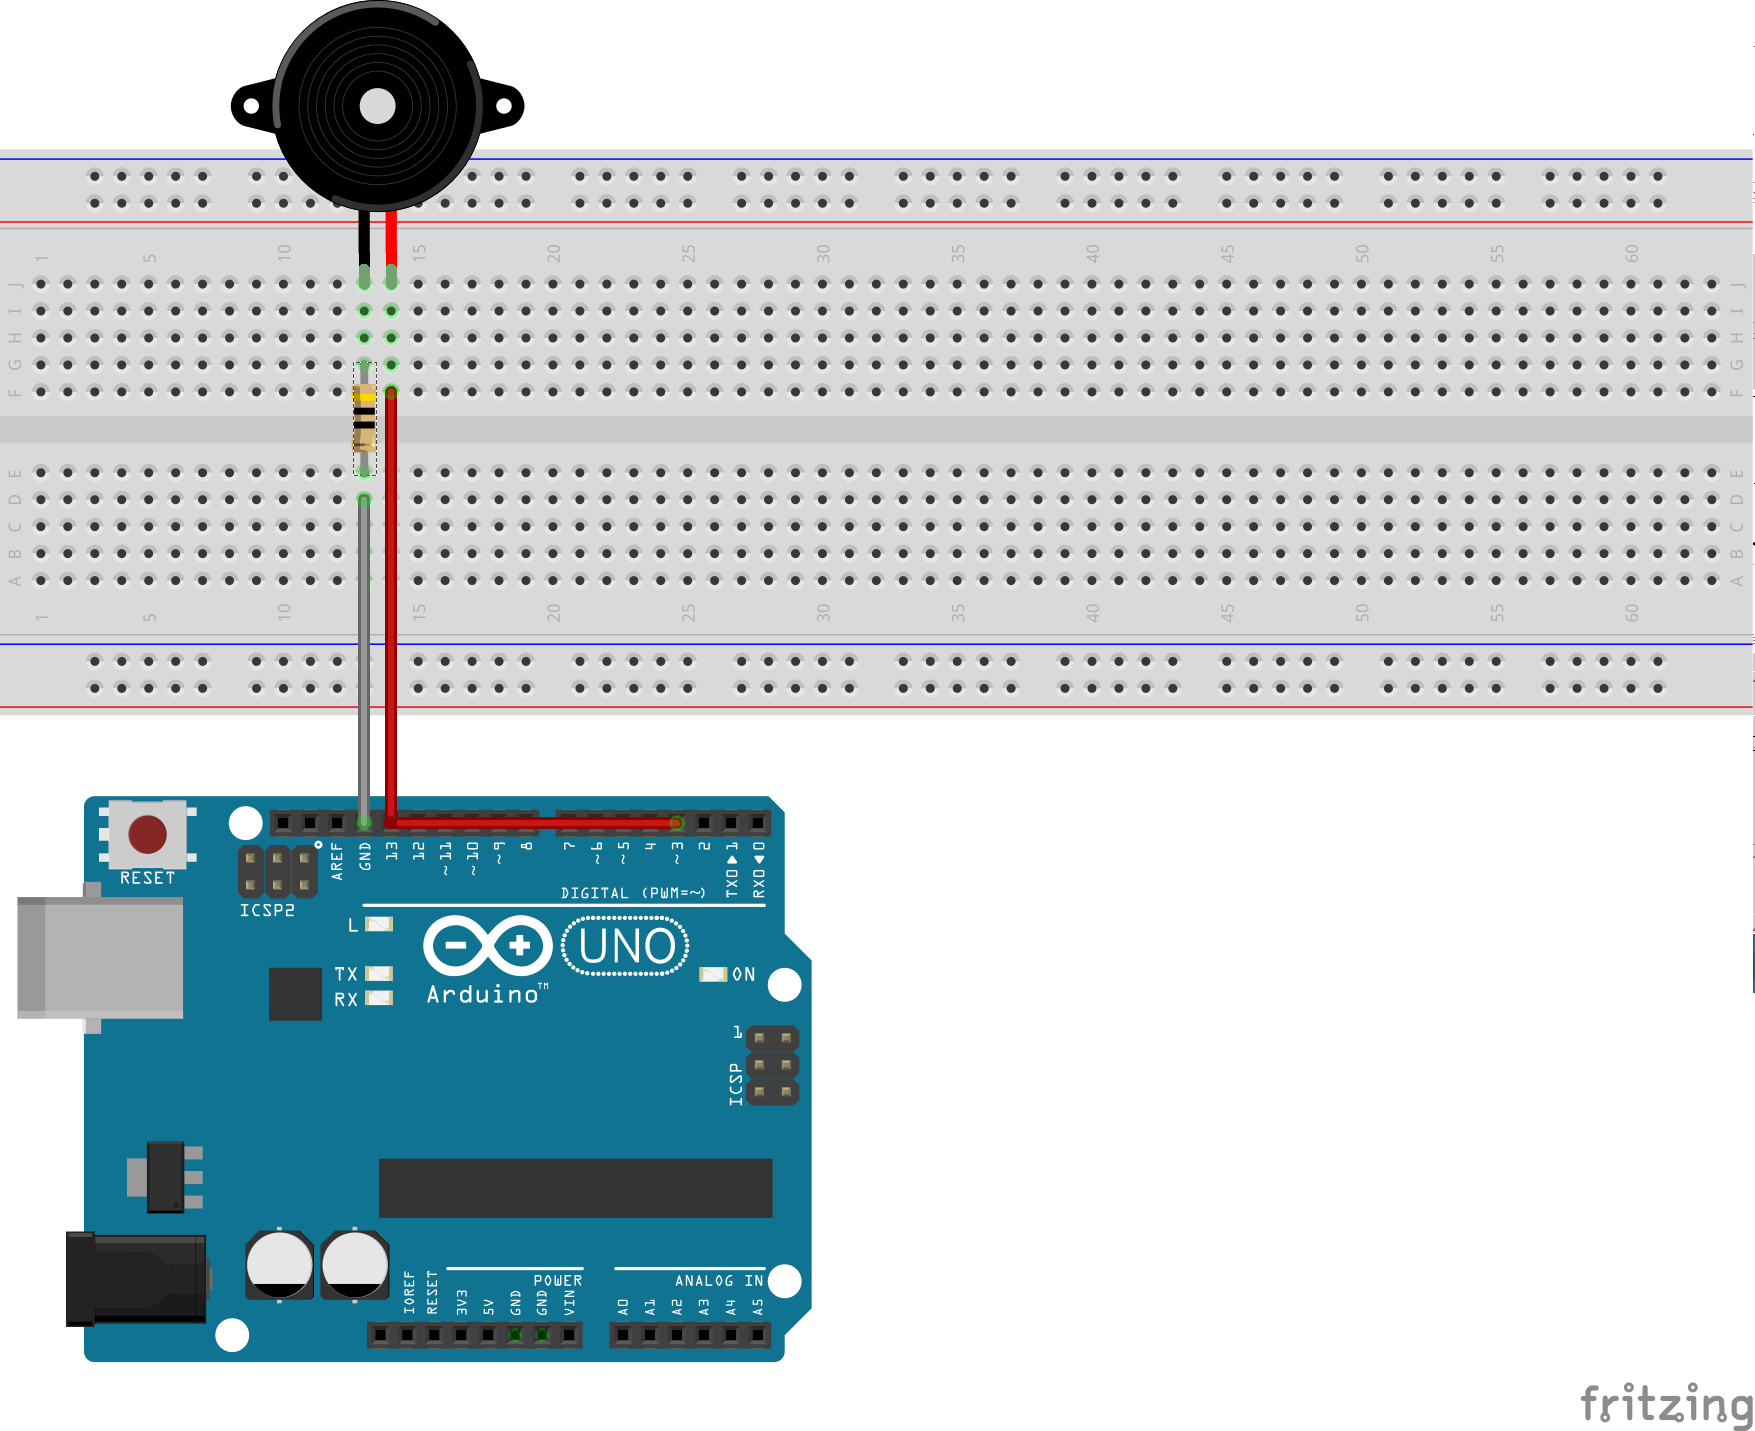 1 5 10 15 20 25 30 35 40 45 50 55 60
J J
I I
H H
G G
F F
E E
D D
C C
B B
A A
1 5 10 15 20 25 30 35 40 45 50 55 60
RESET
ICSP2
AREF GND 13 12 ~11 ~10 ~9 8 7 ~6 ~5 4 ~3 2 TX0▶1 RX0◀0
DIGITAL (PWM=~)
L
TX
RX
UNO
Arduino™
ON
1
ICSP
IOREF RESET 3V3 5V GND GND VIN
POWER
A0 A1 A2 A3 A4 A5
ANALOG IN
fritzing